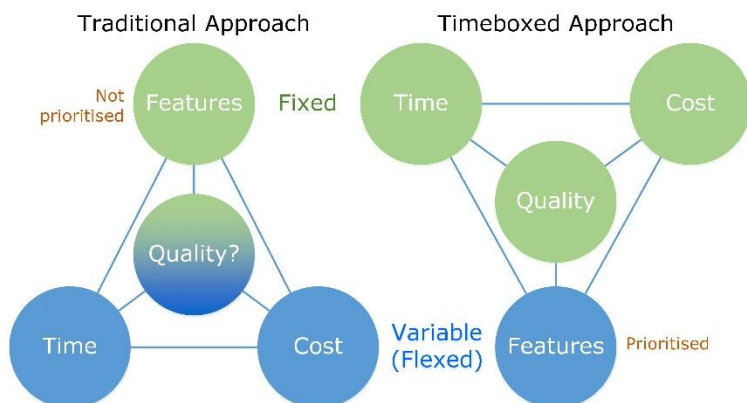 Traditional Approach
Timeboxed Approach
Not
prioritised
Features
Fixed
Time
Cost
Quality?
Quality
Time
Cost
Variable
(Flexed)
Features
Prioritised